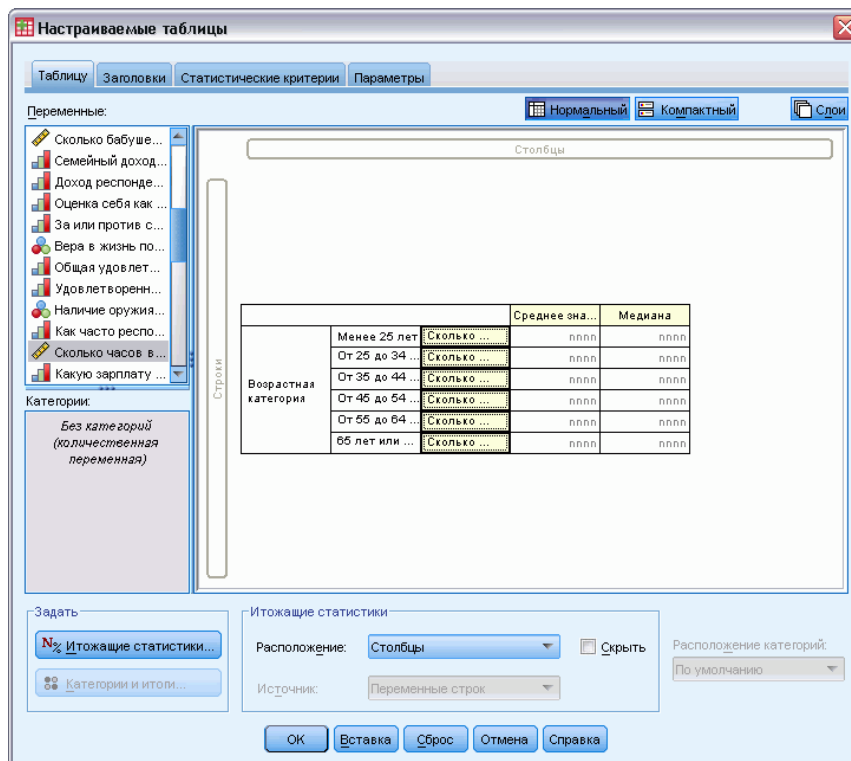 Настраиваемые таблицы
Таблицу Заголовки Статистические критерии Параметры
Переменные:
Нормальный Компактный Слои
Сколько бабуше...
Семейный доход...
Доход респонде...
Оценка себя как ...
За или против с...
Вера в жизнь по...
Общая удовлет...
Удовлетворенн...
Наличие оружия...
Как часто респо...
Сколько часов в...
Какую зарплату ...
Категории:
Без категорий
(количественная
переменная)
Столбцы
Строки
Среднее зна... Медиана
Возрастная
категория
Менее 25 лет Сколько ... nnnn nnnn
От 25 до 34 ... Сколько ... nnnn nnnn
От 35 до 44 ... Сколько ... nnnn nnnn
От 45 до 54 ... Сколько ... nnnn nnnn
От 55 до 64 ... Сколько ... nnnn nnnn
65 лет или ... Сколько ... nnnn nnnn
Задать
N% Итожащие статистики...
Категории и итоги...
Итожащие статистики
Расположение: Столбцы Скрыть
Источник: Переменные строк
Расположение категорий:
По умолчанию
OK Вставка Сброс Отмена Справка